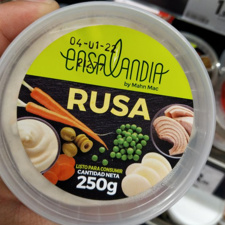 04-01-22
CASALANDIA
by Mahn Mac
RUSA
LISTO PARA CONSUMIR
CANTIDAD NETA
250g